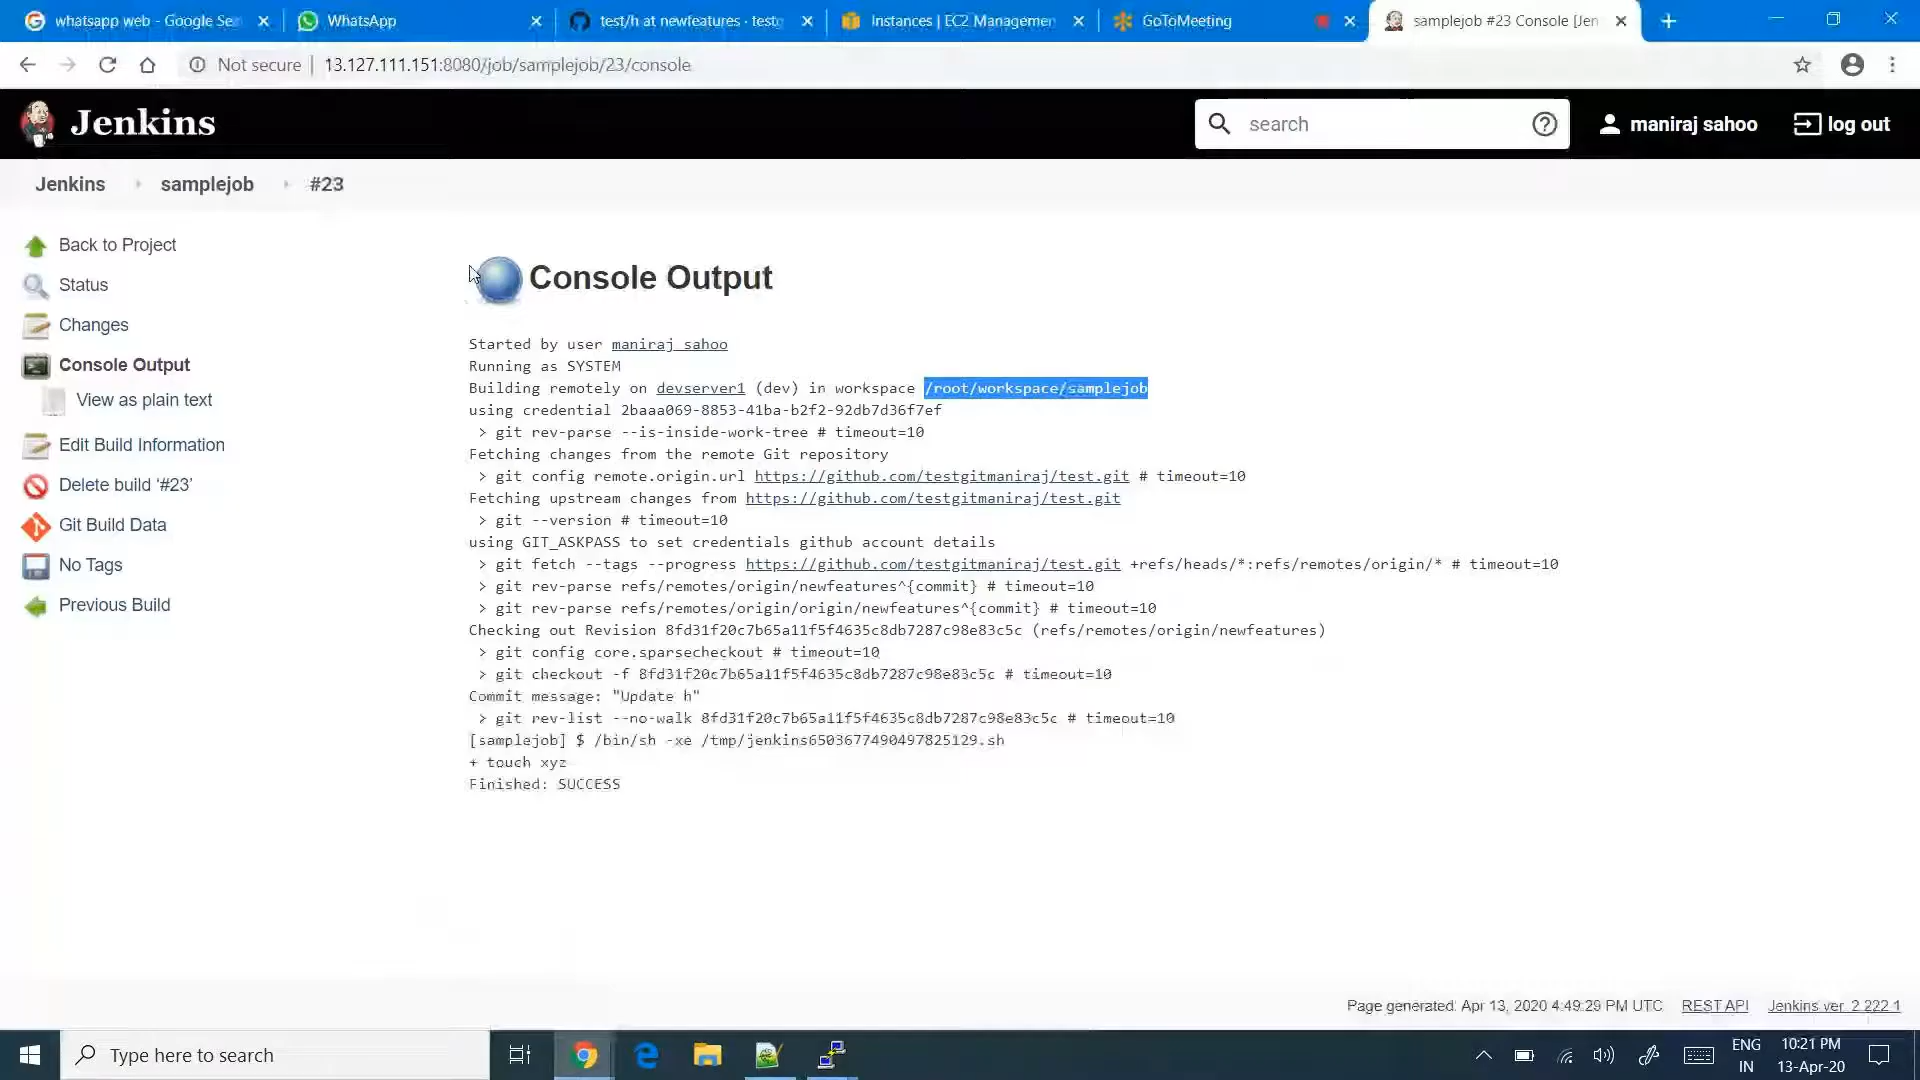 whatsapp web - Google Se
WhatsApp
test/h at newfeatures · testg
Instances | EC2 Managemen
GoToMeeting
samplejob #23 Console [Jen
Not secure | 13.127.111.151:8080/job/samplejob/23/console
Jenkins
search
maniraj sahoo
log out
Jenkins
samplejob
#23
Back to Project
Status
Changes
Console Output
View as plain text
Edit Build Information
Delete build ‘#23’
Git Build Data
No Tags
Previous Build
Console Output
Started by user maniraj sahoo
Running as SYSTEM
Building remotely on devserver1 (dev) in workspace /root/workspace/samplejob
using credential 2baaa069-8853-41ba-b2f2-92db7d36f7ef
> git rev-parse --is-inside-work-tree # timeout=10
Fetching changes from the remote Git repository
> git config remote.origin.url https://github.com/testgitmaniraj/test.git # timeout=10
Fetching upstream changes from https://github.com/testgitmaniraj/test.git
> git --version # timeout=10
using GIT_ASKPASS to set credentials github account details
> git fetch --tags --progress https://github.com/testgitmaniraj/test.git +refs/heads/*:refs/remotes/origin/* # timeout=10
> git rev-parse refs/remotes/origin/newfeatures^{commit} # timeout=10
> git rev-parse refs/remotes/origin/origin/newfeatures^{commit} # timeout=10
Checking out Revision 8fd31f20c7b65a11f5f4635c8db7287c98e83c5c (refs/remotes/origin/newfeatures)
> git config core.sparsecheckout # timeout=10
> git checkout -f 8fd31f20c7b65a11f5f4635c8db7287c98e83c5c # timeout=10
Commit message: "Update h"
> git rev-list --no-walk 8fd31f20c7b65a11f5f4635c8db7287c98e83c5c # timeout=10
[samplejob] $ /bin/sh -xe /tmp/jenkins6503677490497825129.sh
+ touch xyz
Finished: SUCCESS
Page generated: Apr 13, 2020 4:49:29 PM UTC
REST API
Jenkins ver. 2.222.1
Type here to search
ENG
IN
10:21 PM
13-Apr-20